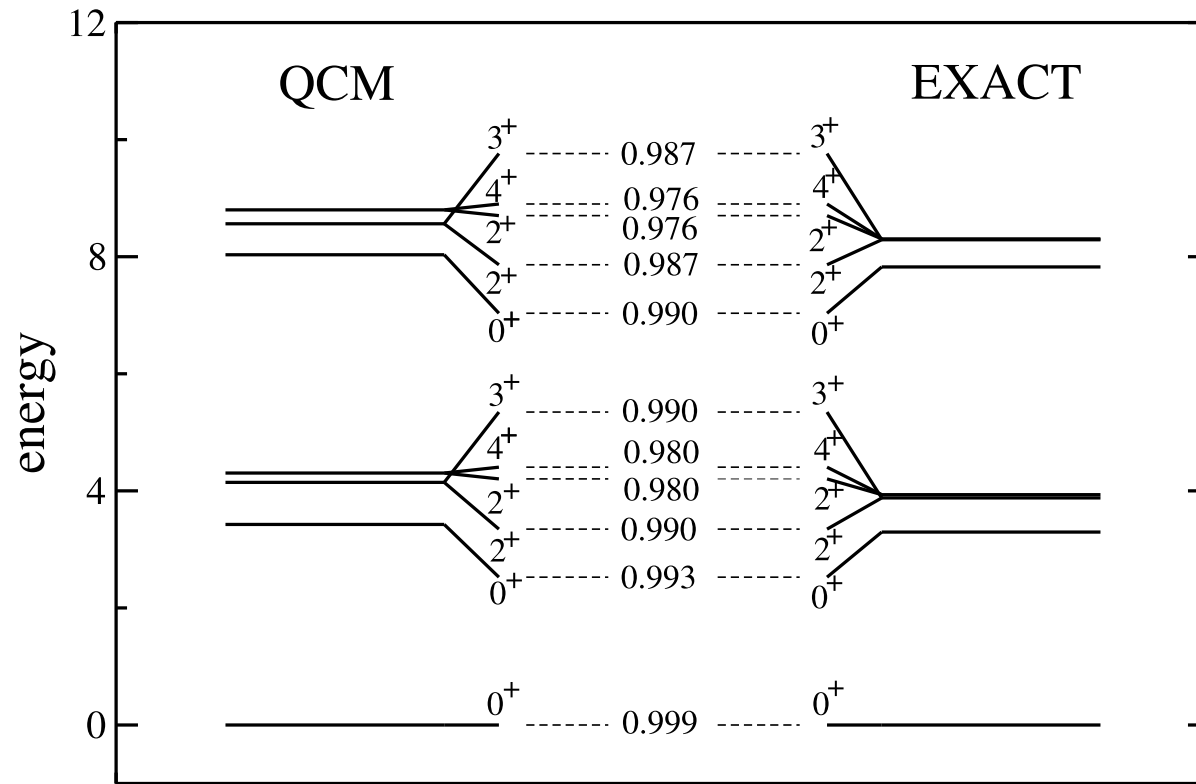 12
QCM EXACT
3+ 0.987 3+
4+ 0.976 4+
2+ 0.976 2+
8
2+ 0.987 2+
0+ 0.990 0+
energy
3+ 0.990 3+
4+ 0.980 4+
4
2+ 0.980 2+
2+ 0.990 2+
0+ 0.993 0+
0+ 0.999 0+
0